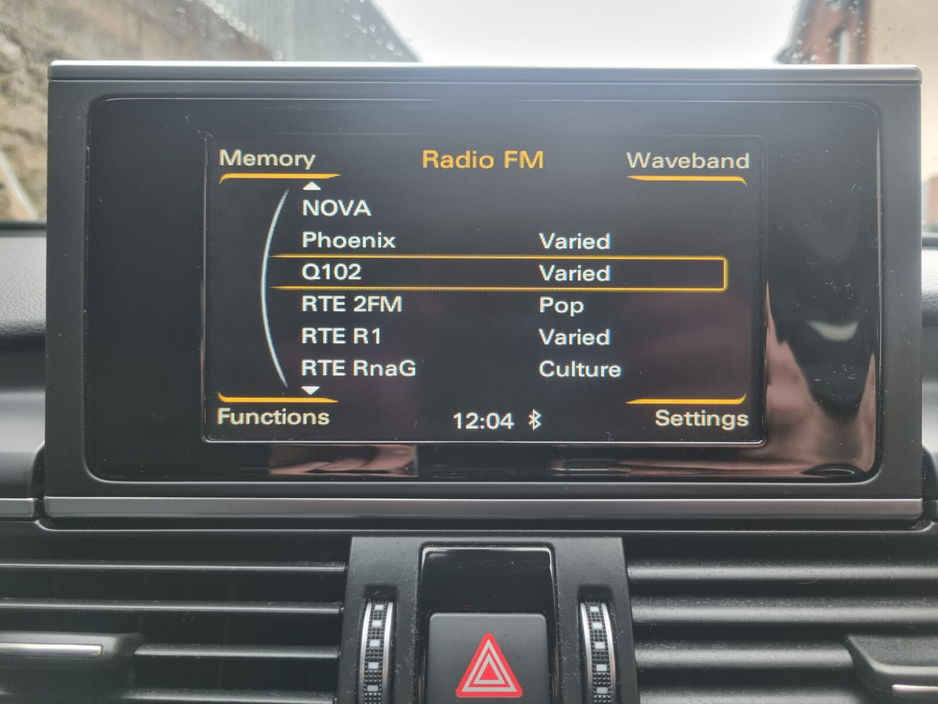 Memory Radio FM Waveband
NOVA
Phoenix Varied
Q102 Varied
RTE 2FM Pop
RTE R1 Varied
RTE RnaG Culture
Functions 12:04 Settings